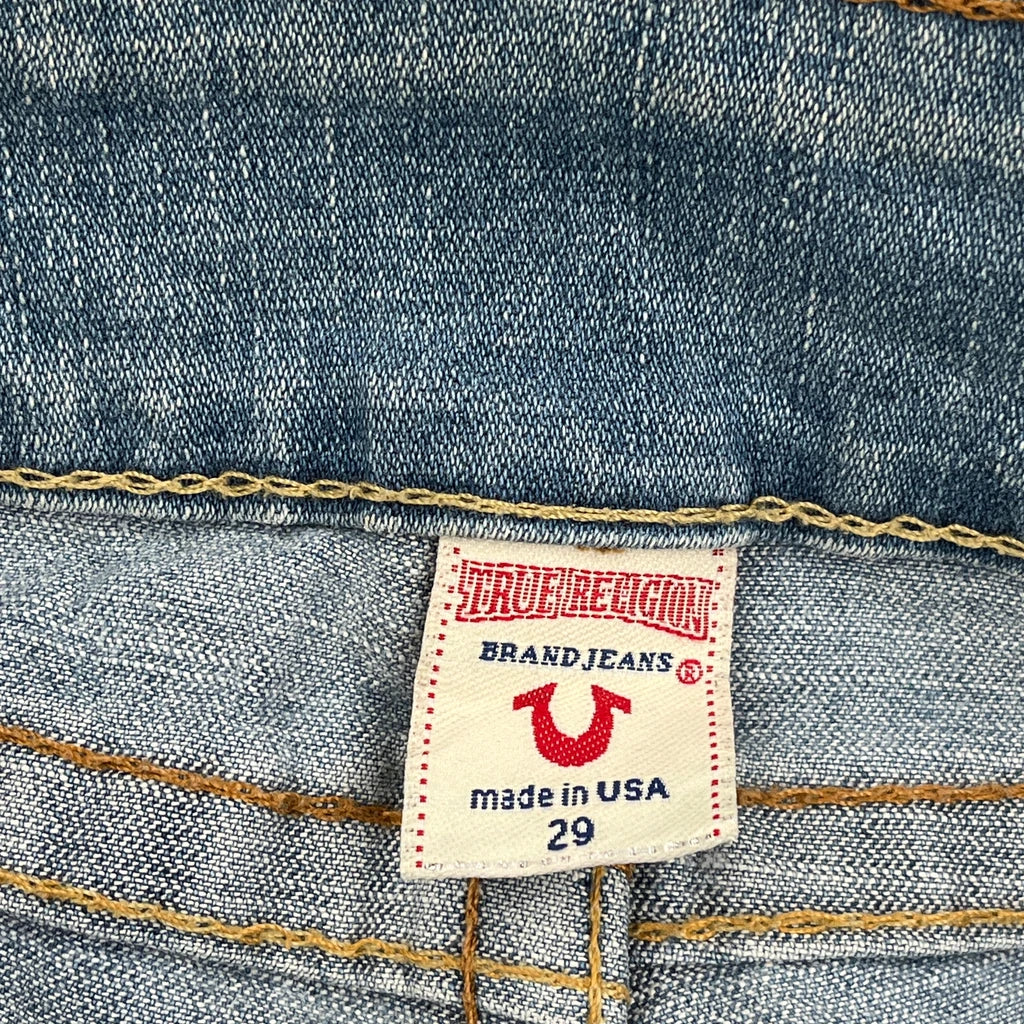 TRUE RELIGION
BRAND JEANS ®
made in USA
29